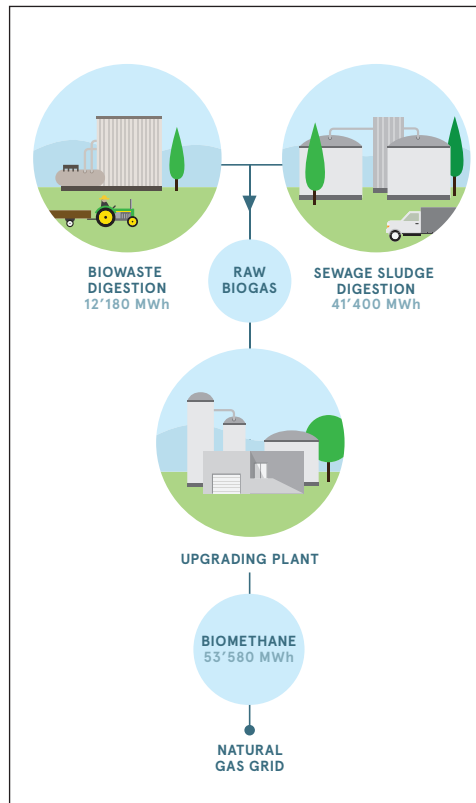 BIOWASTE
DIGESTION
12’180 MWh
RAW
BIOGAS
SEWAGE SLUDGE
DIGESTION
41’400 MWh
UPGRADING PLANT
BIOMETHANE
53’580 MWh
NATURAL
GAS GRID